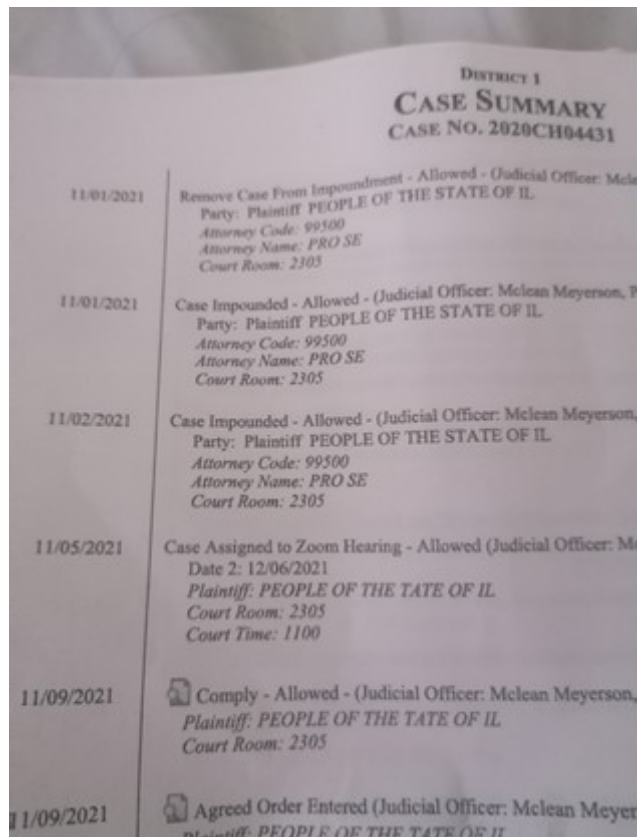 DISTRICT 1
CASE SUMMARY
CASE NO. 2020CH04431
11/01/2021 Remove Case From Impoundment - Allowed - (Judicial Officer:
Party: Plaintiff PEOPLE OF THE STATE OF IL
Attorney Code: 99500
Attorney Name: PRO SE
Court Room: 2305
11/01/2021 Case Impounded - Allowed - (Judicial Officer: Mclean Meyerson,
Party: Plaintiff PEOPLE OF THE STATE OF IL
Attorney Code: 99500
Attorney Name: PRO SE
Court Room: 2305
11/02/2021 Case Impounded - Allowed - (Judicial Officer: Mclean Meyerson,
Party: Plaintiff PEOPLE OF THE STATE OF IL
Attorney Code: 99500
Attorney Name: PRO SE
Court Room: 2305
11/05/2021 Case Assigned to Zoom Hearing - Allowed (Judicial Officer:
Date 2: 12/06/2021
Plaintiff: PEOPLE OF THE TATE OF IL
Court Room: 2305
Court Time: 1100
11/09/2021 Comply - Allowed - (Judicial Officer: Mclean Meyerson,
Plaintiff: PEOPLE OF THE TATE OF IL
Court Room: 2305
11/09/2021 Agreed Order Entered (Judicial Officer: Mclean Meyer
Plaintiff: PEOPLE OF THE TATE OF IL